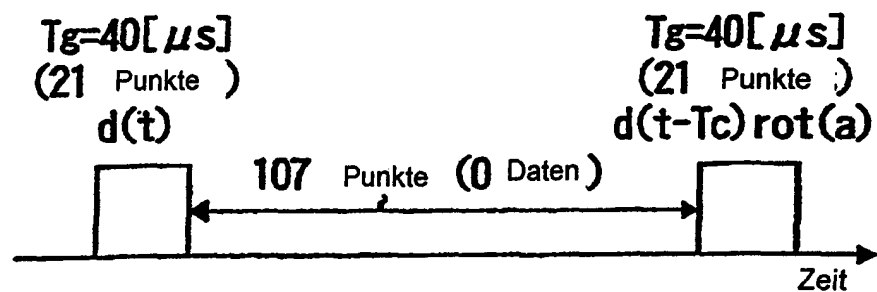 Tg=40[μs]
(21 Punkte )
d(t)
Tg=40[μs]
(21 Punkte )
d(t-Tc) rot(a)
107 Punkte (0 Daten)
Zeit